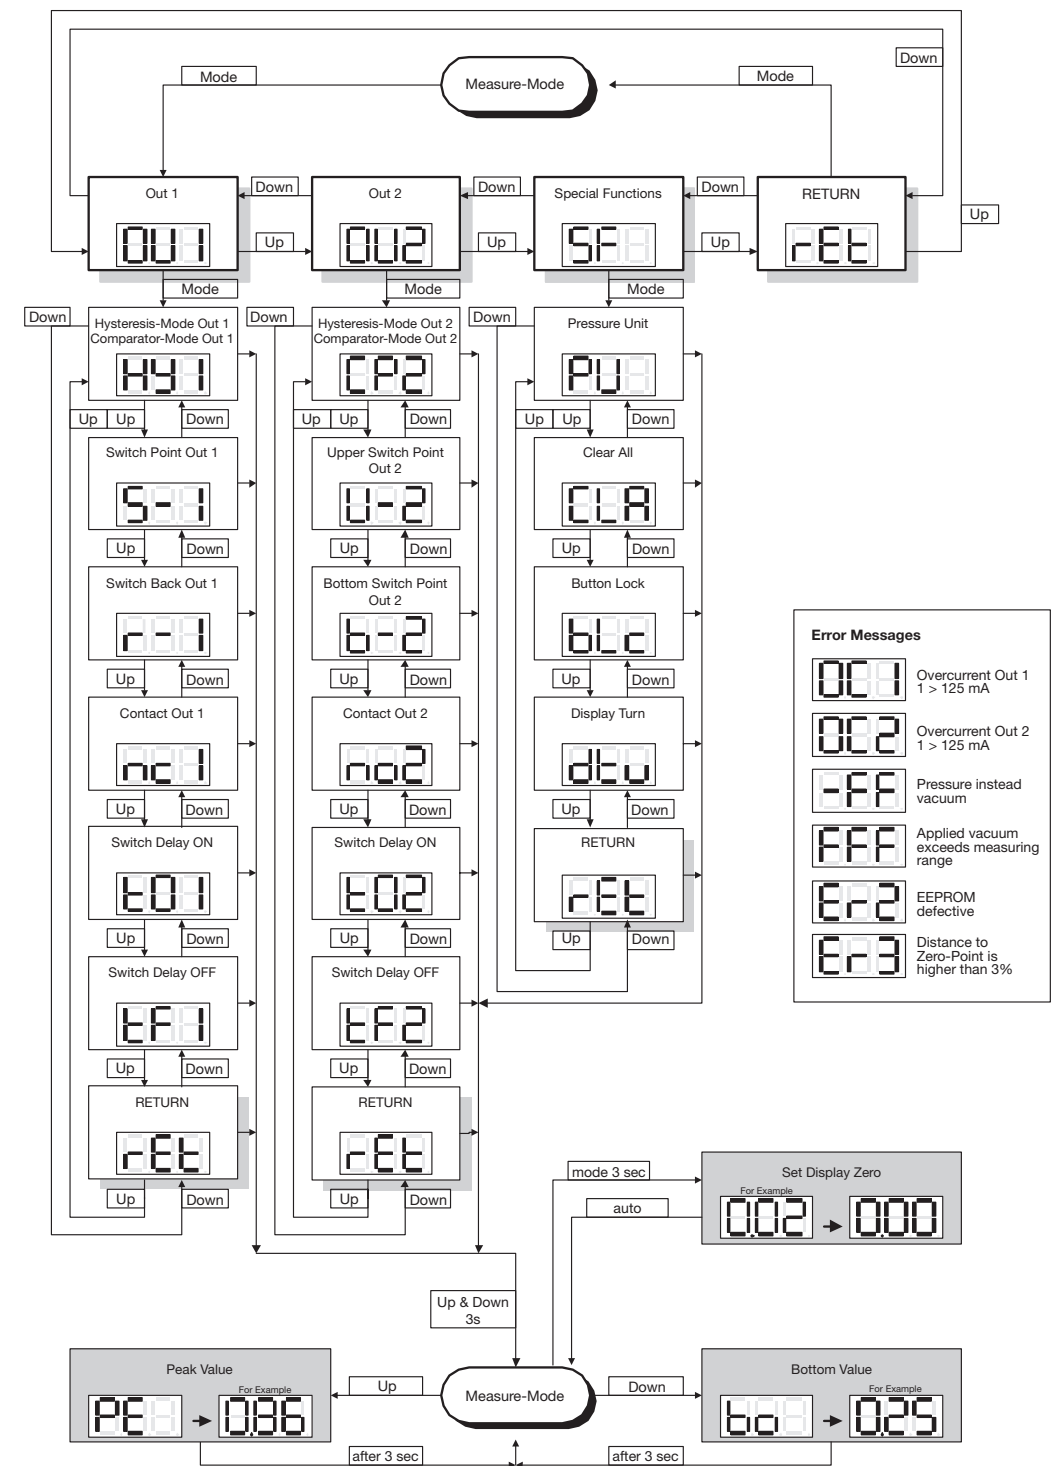 Down
Mode
Measure-Mode
Mode
Out 1
OU1
Down
Up
Out 2
OU2
Down
Up
Special Functions
SF
Down
Up
RETURN
rEt
Up
Mode
Mode
Mode
Down
Hysteresis-Mode Out 1
Comparator-Mode Out 1
HY1
Up
Up
Down
Switch Point Out 1
S-1
Up
Down
Switch Back Out 1
r-1
Up
Down
Contact Out 1
nc1
Up
Down
Switch Delay ON
tO1
Up
Down
Switch Delay OFF
tF1
Up
Down
RETURN
rEt
Up
Down
Down
Hysteresis-Mode Out 2
Comparator-Mode Out 2
CP2
Up
Up
Down
Upper Switch Point
Out 2
U-2
Up
Down
Bottom Switch Point
Out 2
b-2
Up
Down
Contact Out 2
no2
Up
Down
Switch Delay ON
tO2
Up
Down
Switch Delay OFF
tF2
Up
Down
RETURN
rEt
Up
Down
Down
Pressure Unit
PU
Up
Up
Down
Clear All
ClA
Up
Down
Button Lock
blc
Up
Down
Display Turn
dtu
Up
Down
RETURN
rEt
Up
Down
Error Messages
OC1
Overcurrent Out 1
1 > 125 mA
OC2
Overcurrent Out 2
1 > 125 mA
-FF
Pressure instead
vacuum
FFF
Applied vacuum
exceeds measuring
range
Er2
EEPROM
defective
Er3
Distance to
Zero-Point is
higher than 3%
mode 3 sec
auto
Set Display Zero
For Example
0.02
0.00
Up & Down
3s
Peak Value
PE
For Example
0.86
Up
Measure-Mode
Down
Bottom Value
bo
For Example
0.25
after 3 sec
after 3 sec